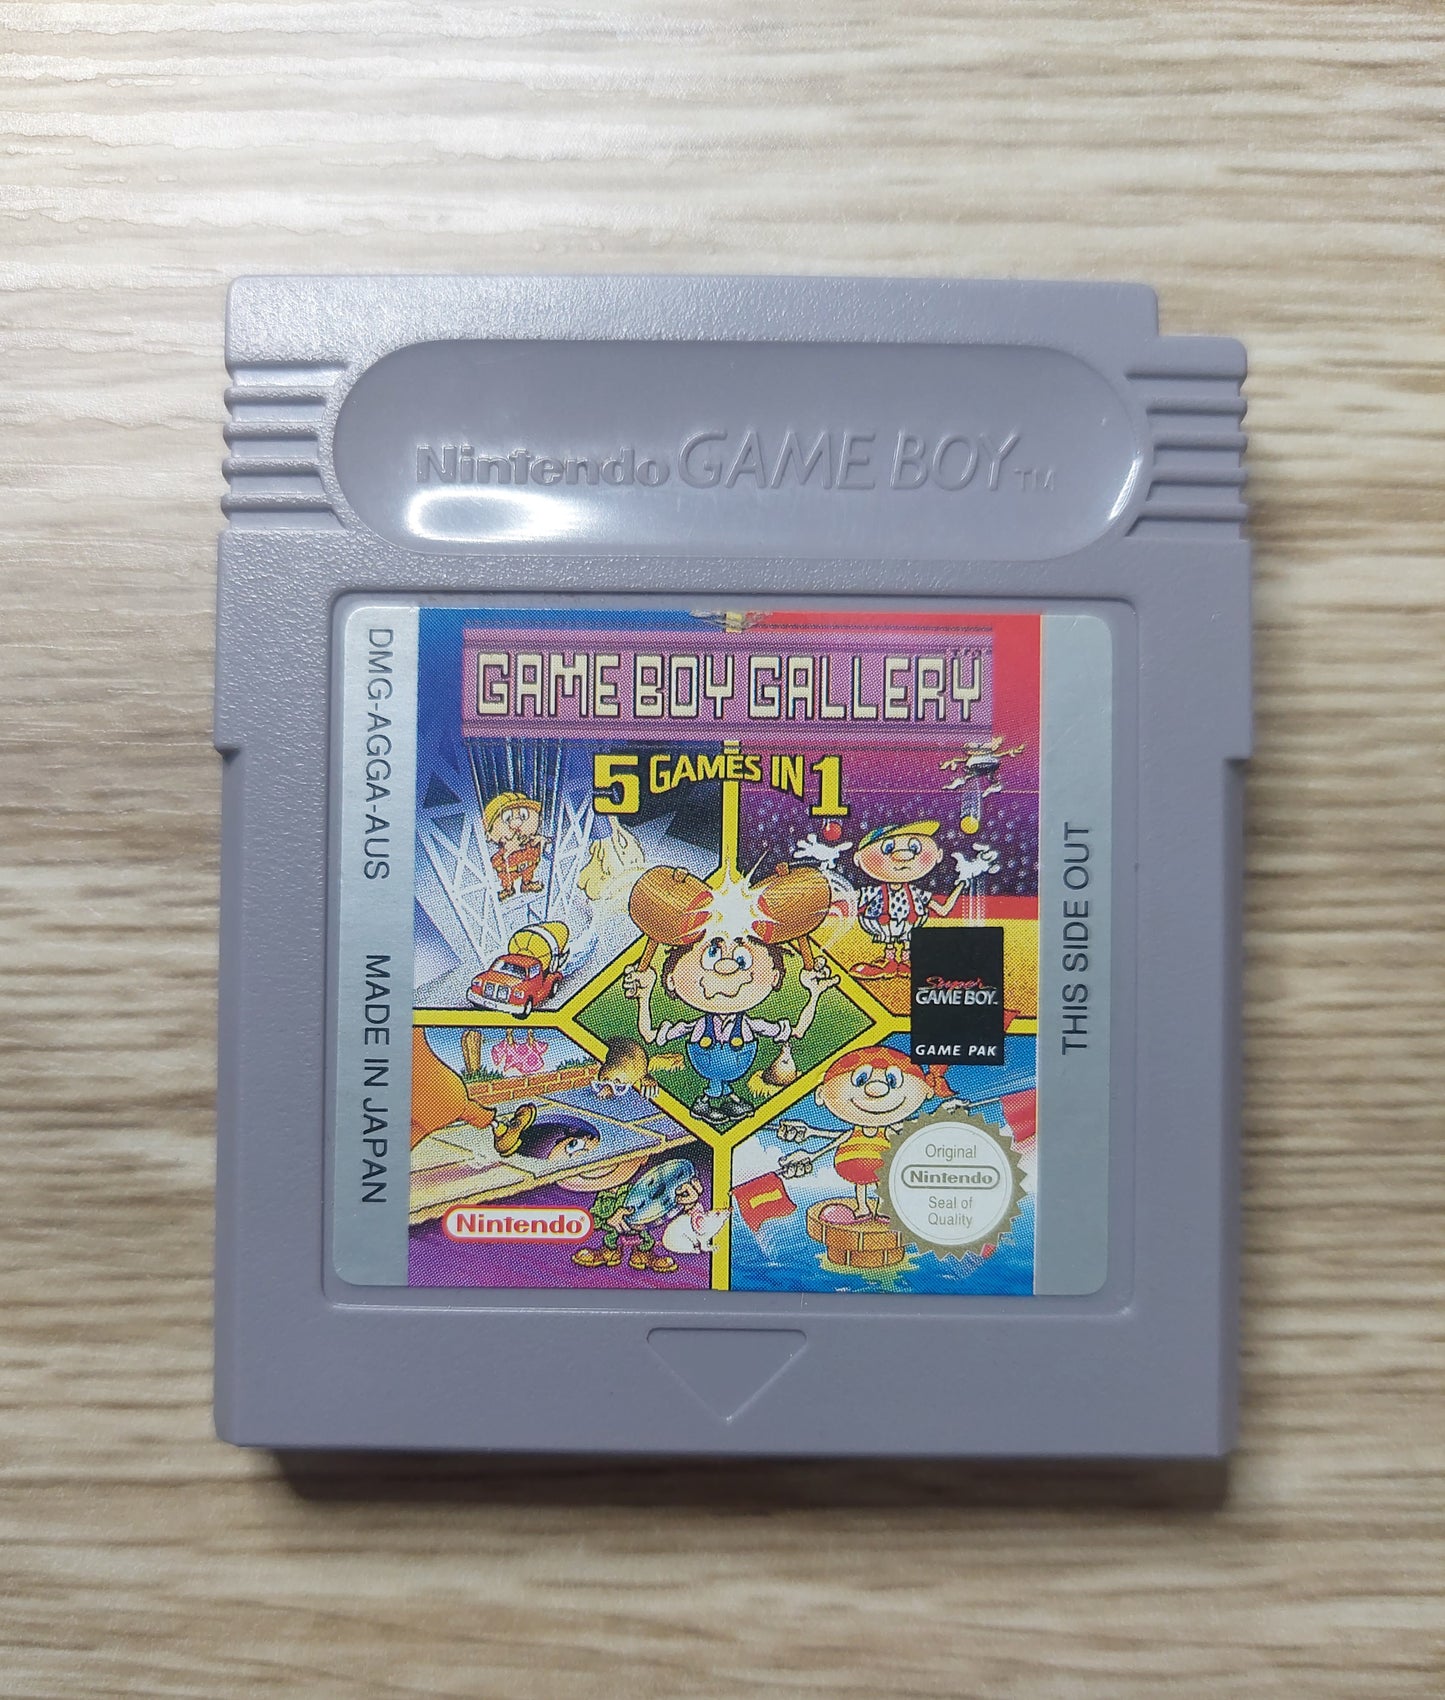 Nintendo GAME BOY TM
DMG-AGGA-AUS MADE IN JAPAN
GAME BOY GALLERY
5 GAMES IN 1
THIS SIDE OUT
Super
GAME BOY
GAME PAK
Original
Nintendo
Seal of
Quality
Nintendo®
1